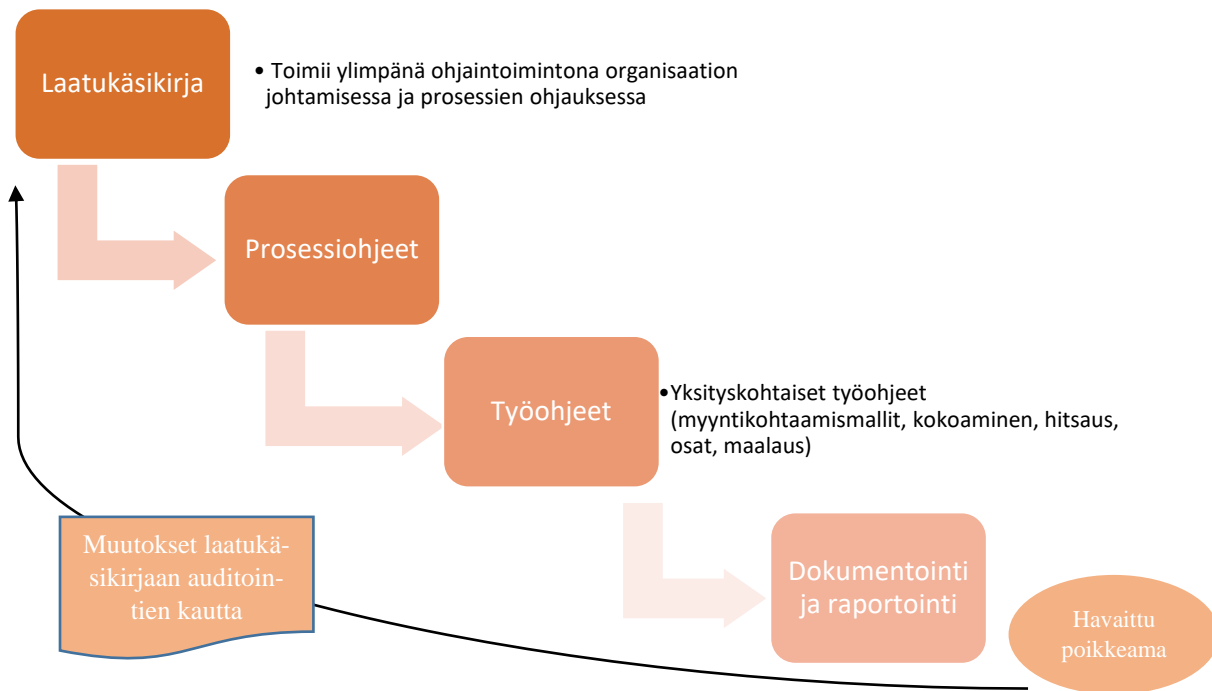 Laatukäsikirja
• Toimii ylimpänä ohjaintoimintona organisaation
johtamisessa ja prosessien ohjauksessa
Prosessiohjeet
Työohjeet
•Yksityskohtaiset työohjeet
(myyntikohtaamismallit, kokoaminen, hitsaus,
osat, maalaus)
Muutokset laatukä-
sikirjaan auditoin-
tien kautta
Dokumentointi
ja raportointi
Havaittu
poikkeama